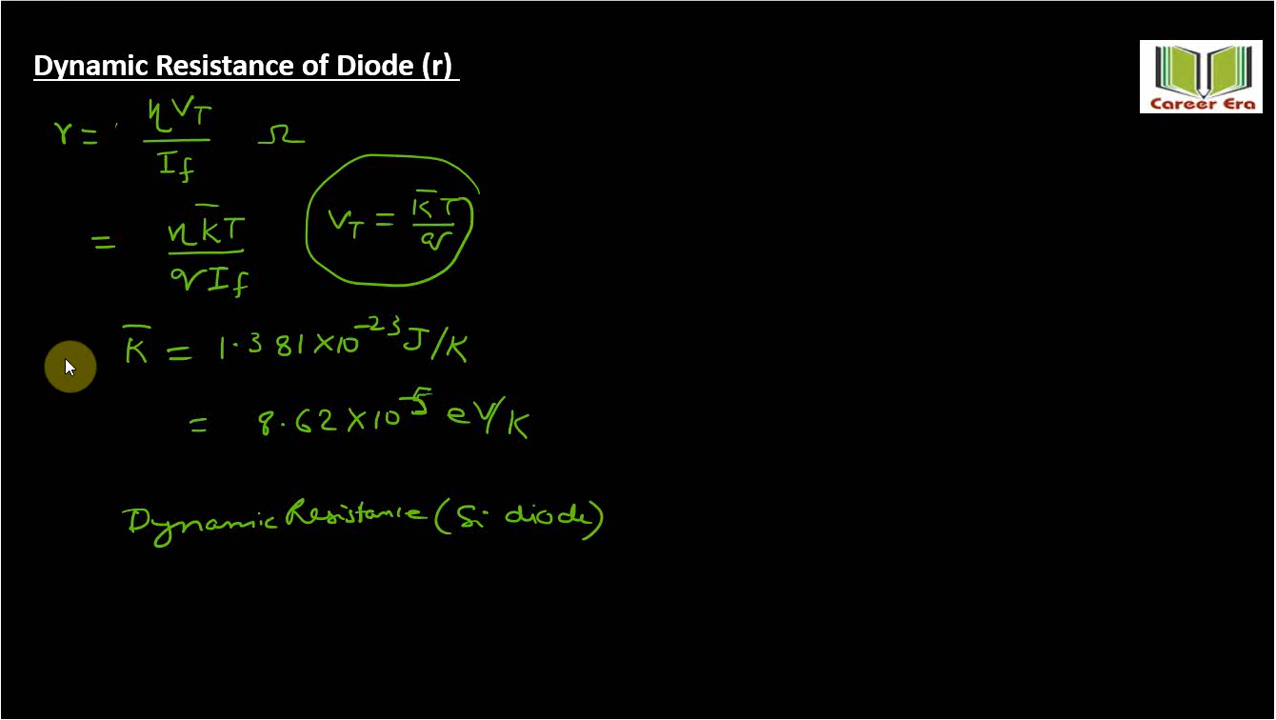 Dynamic Resistance of Diode (r)
Career Era
r = ηV_T / I_f Ω
= ηk̄T / qI_f
V_T = k̄T / q
k̄ = 1.381×10⁻²³ J/K
= 8.62×10⁻⁵ eV/K
Dynamic Resistance (Si diode)